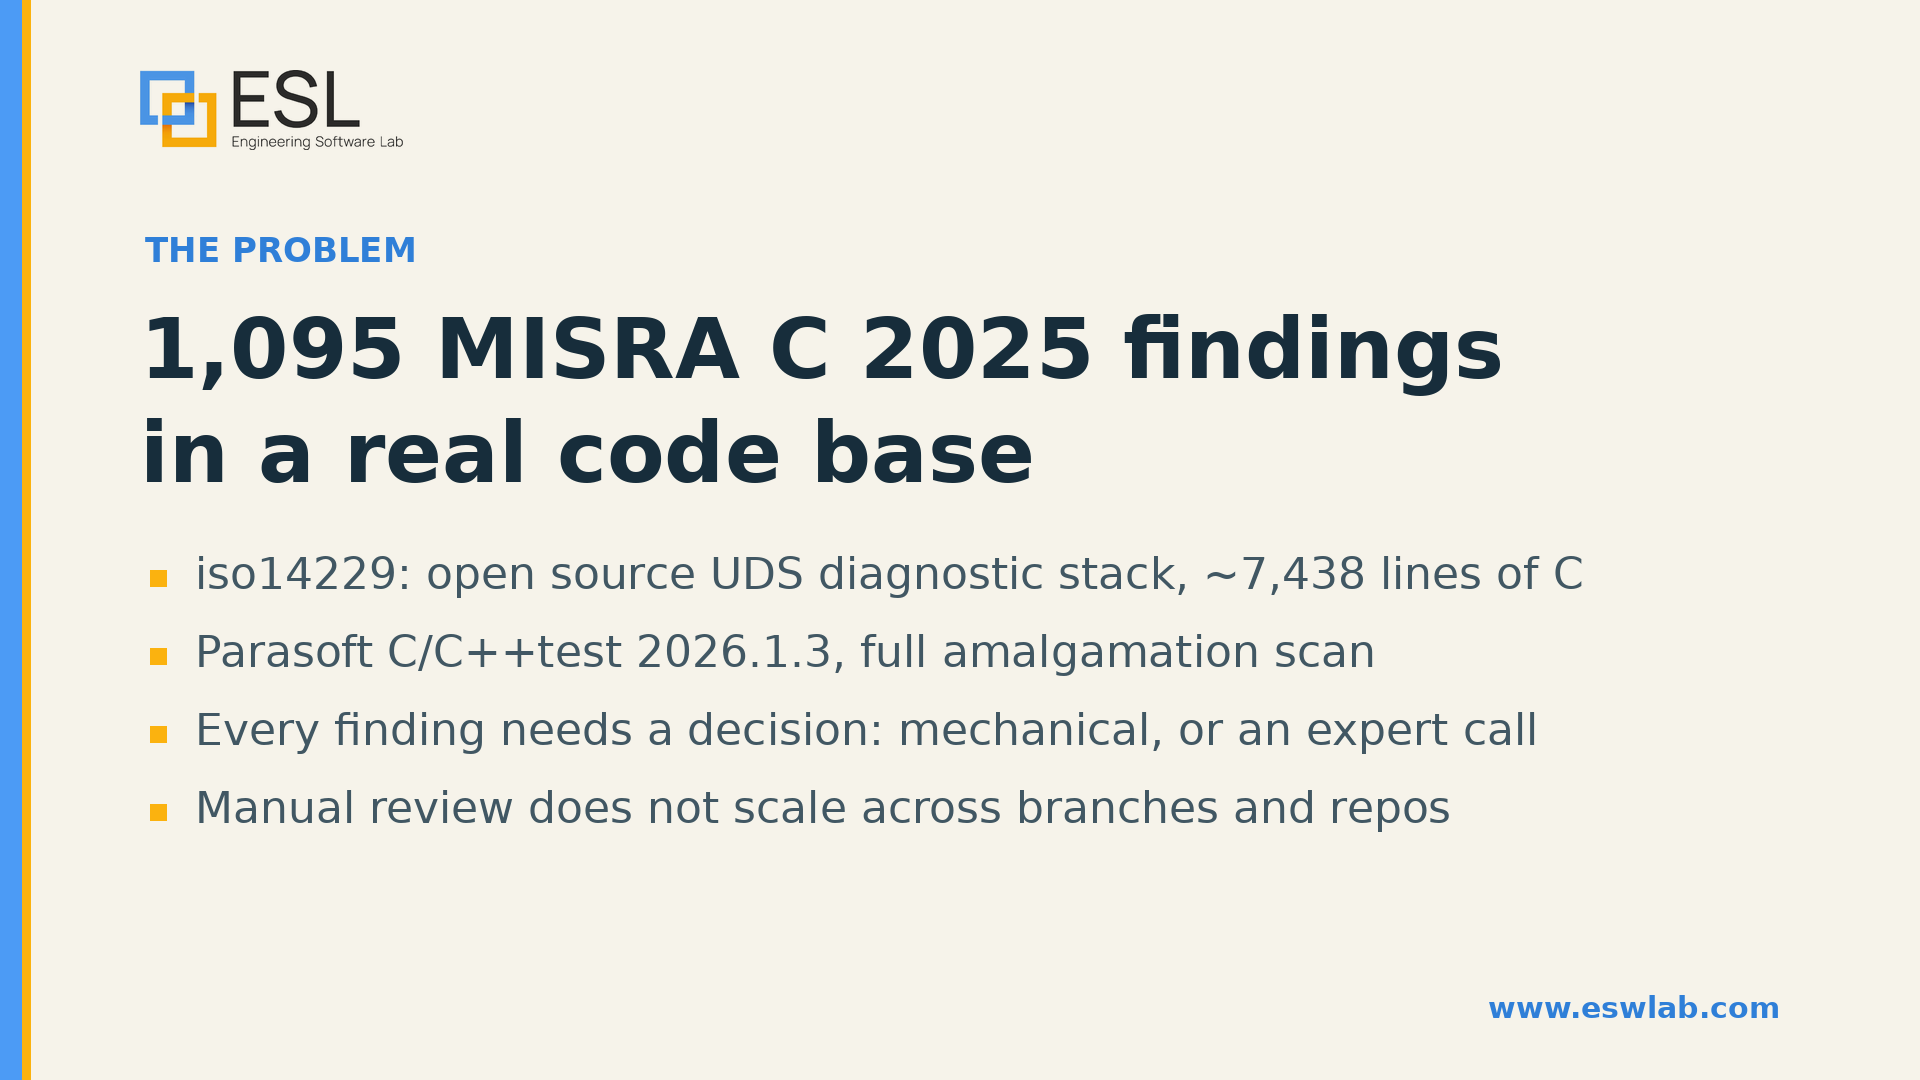 ESL
Engineering Software Lab
THE PROBLEM
1,095 MISRA C 2025 findings
in a real code base
iso14229: open source UDS diagnostic stack, ~7,438 lines of C
Parasoft C/C++test 2026.1.3, full amalgamation scan
Every finding needs a decision: mechanical, or an expert call
Manual review does not scale across branches and repos
www.eswlab.com